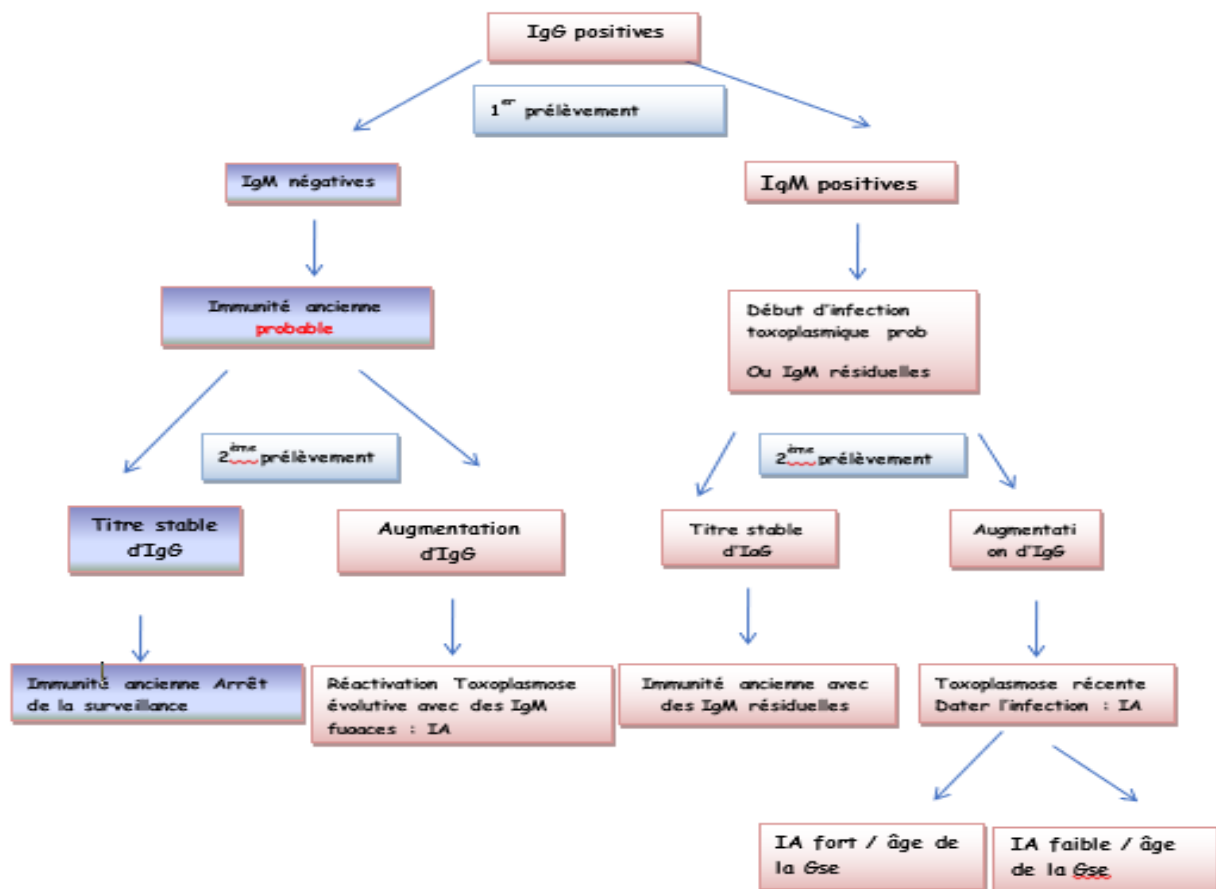 IgG positives
1er prélèvement
IgM négatives
IgM positives
Immunité ancienne
probable
Début d'infection
toxoplasmique prob
Ou IgM résiduelles
2ème prélèvement
2ème prélèvement
Titre stable
d'IgG
Augmentation
d'IgG
Titre stable
d'IgG
Augmentati
on d'IgG
Immunité ancienne Arrêt
de la surveillance
Réactivation Toxoplasmose
évolutive avec des IgM
fugaces : IA
Immunité ancienne avec
des IgM résiduelles
Toxoplasmose récente
Dater l'infection : IA
IA fort / âge de
la Gse
IA faible / âge
de la Gse